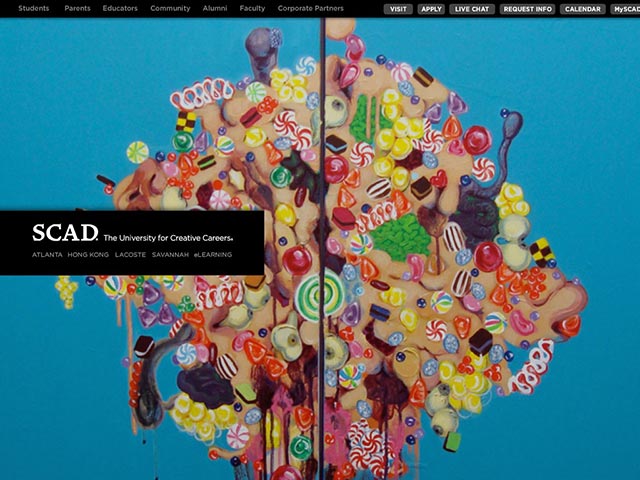 Students Parents Educators Community Alumni Faculty Corporate Partners VISIT APPLY LIVE CHAT REQUEST INFO CALENDAR MySCAD
SCAD. The University for Creative Careers.
ATLANTA HONG KONG LACOSTE SAVANNAH eLEARNING